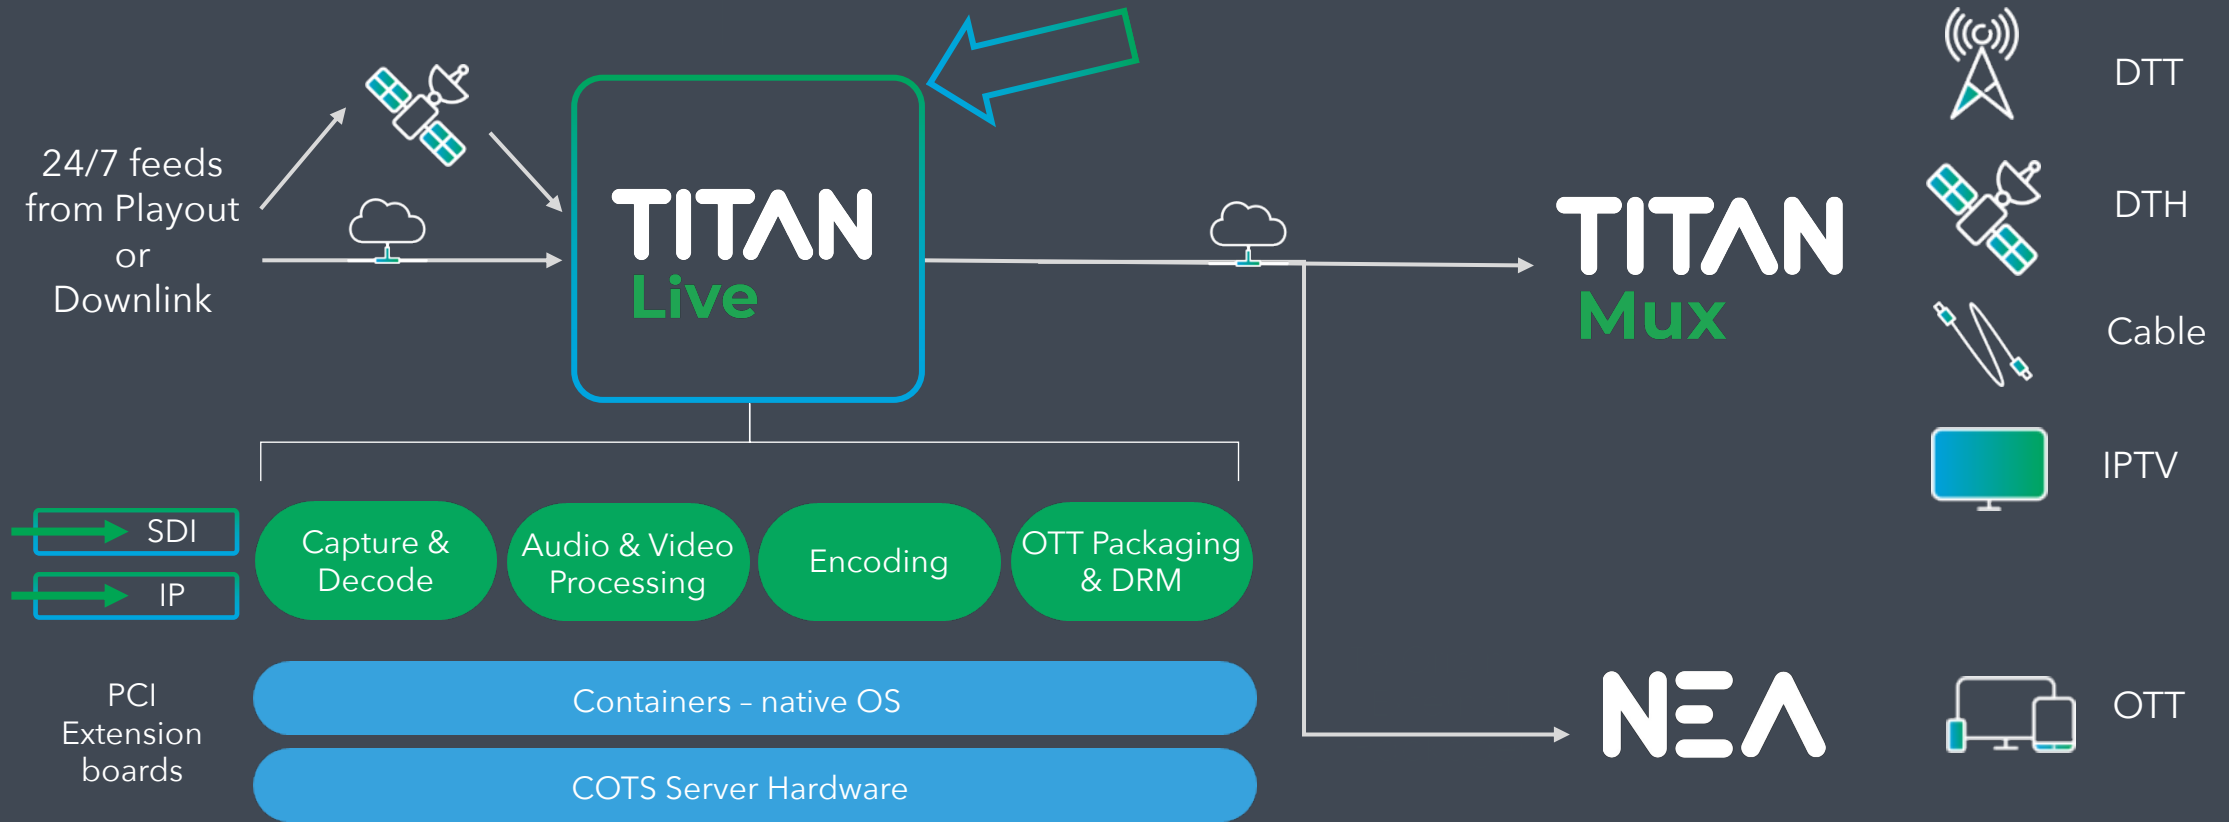 24/7 feeds
from Playout
or
Downlink
TITAN
Live
TITAN
Mux
DTT
DTH
Cable
IPTV
SDI
IP
Capture &
Decode
Audio & Video
Processing
Encoding
OTT Packaging
& DRM
PCI
Extension
boards
Containers – native OS
COTS Server Hardware
NEA
OTT